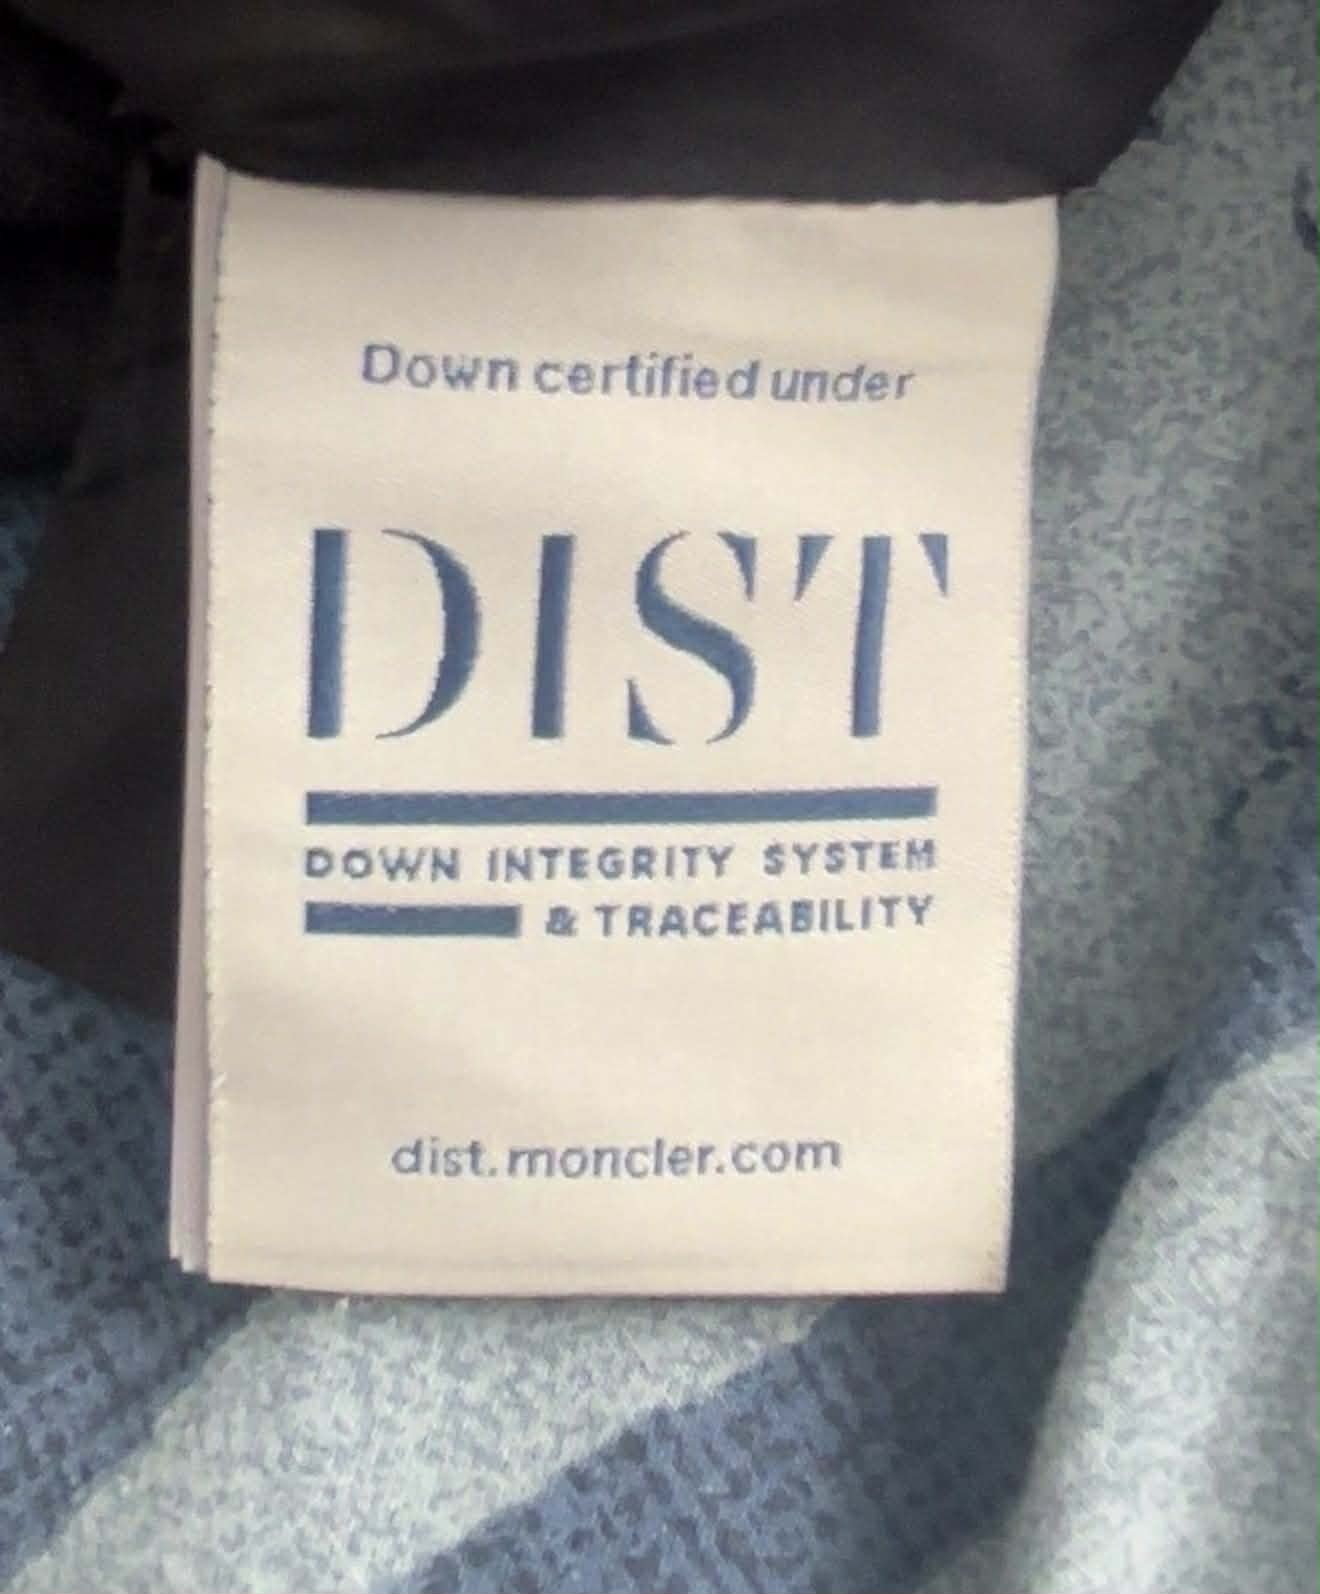 Down certified under
DIST
DOWN INTEGRITY SYSTEM
& TRACEABILITY
dist.moncler.com